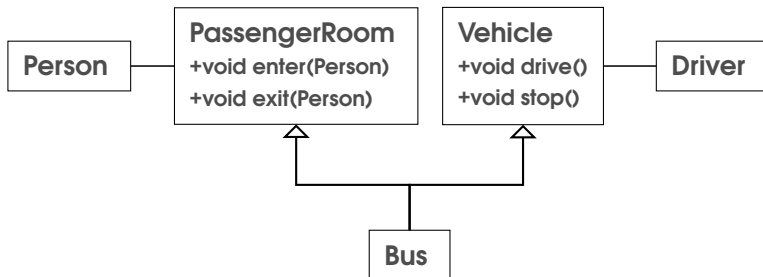 Person
PassengerRoom
+void enter(Person)
+void exit(Person)
Vehicle
+void drive()
+void stop()
Driver
Bus